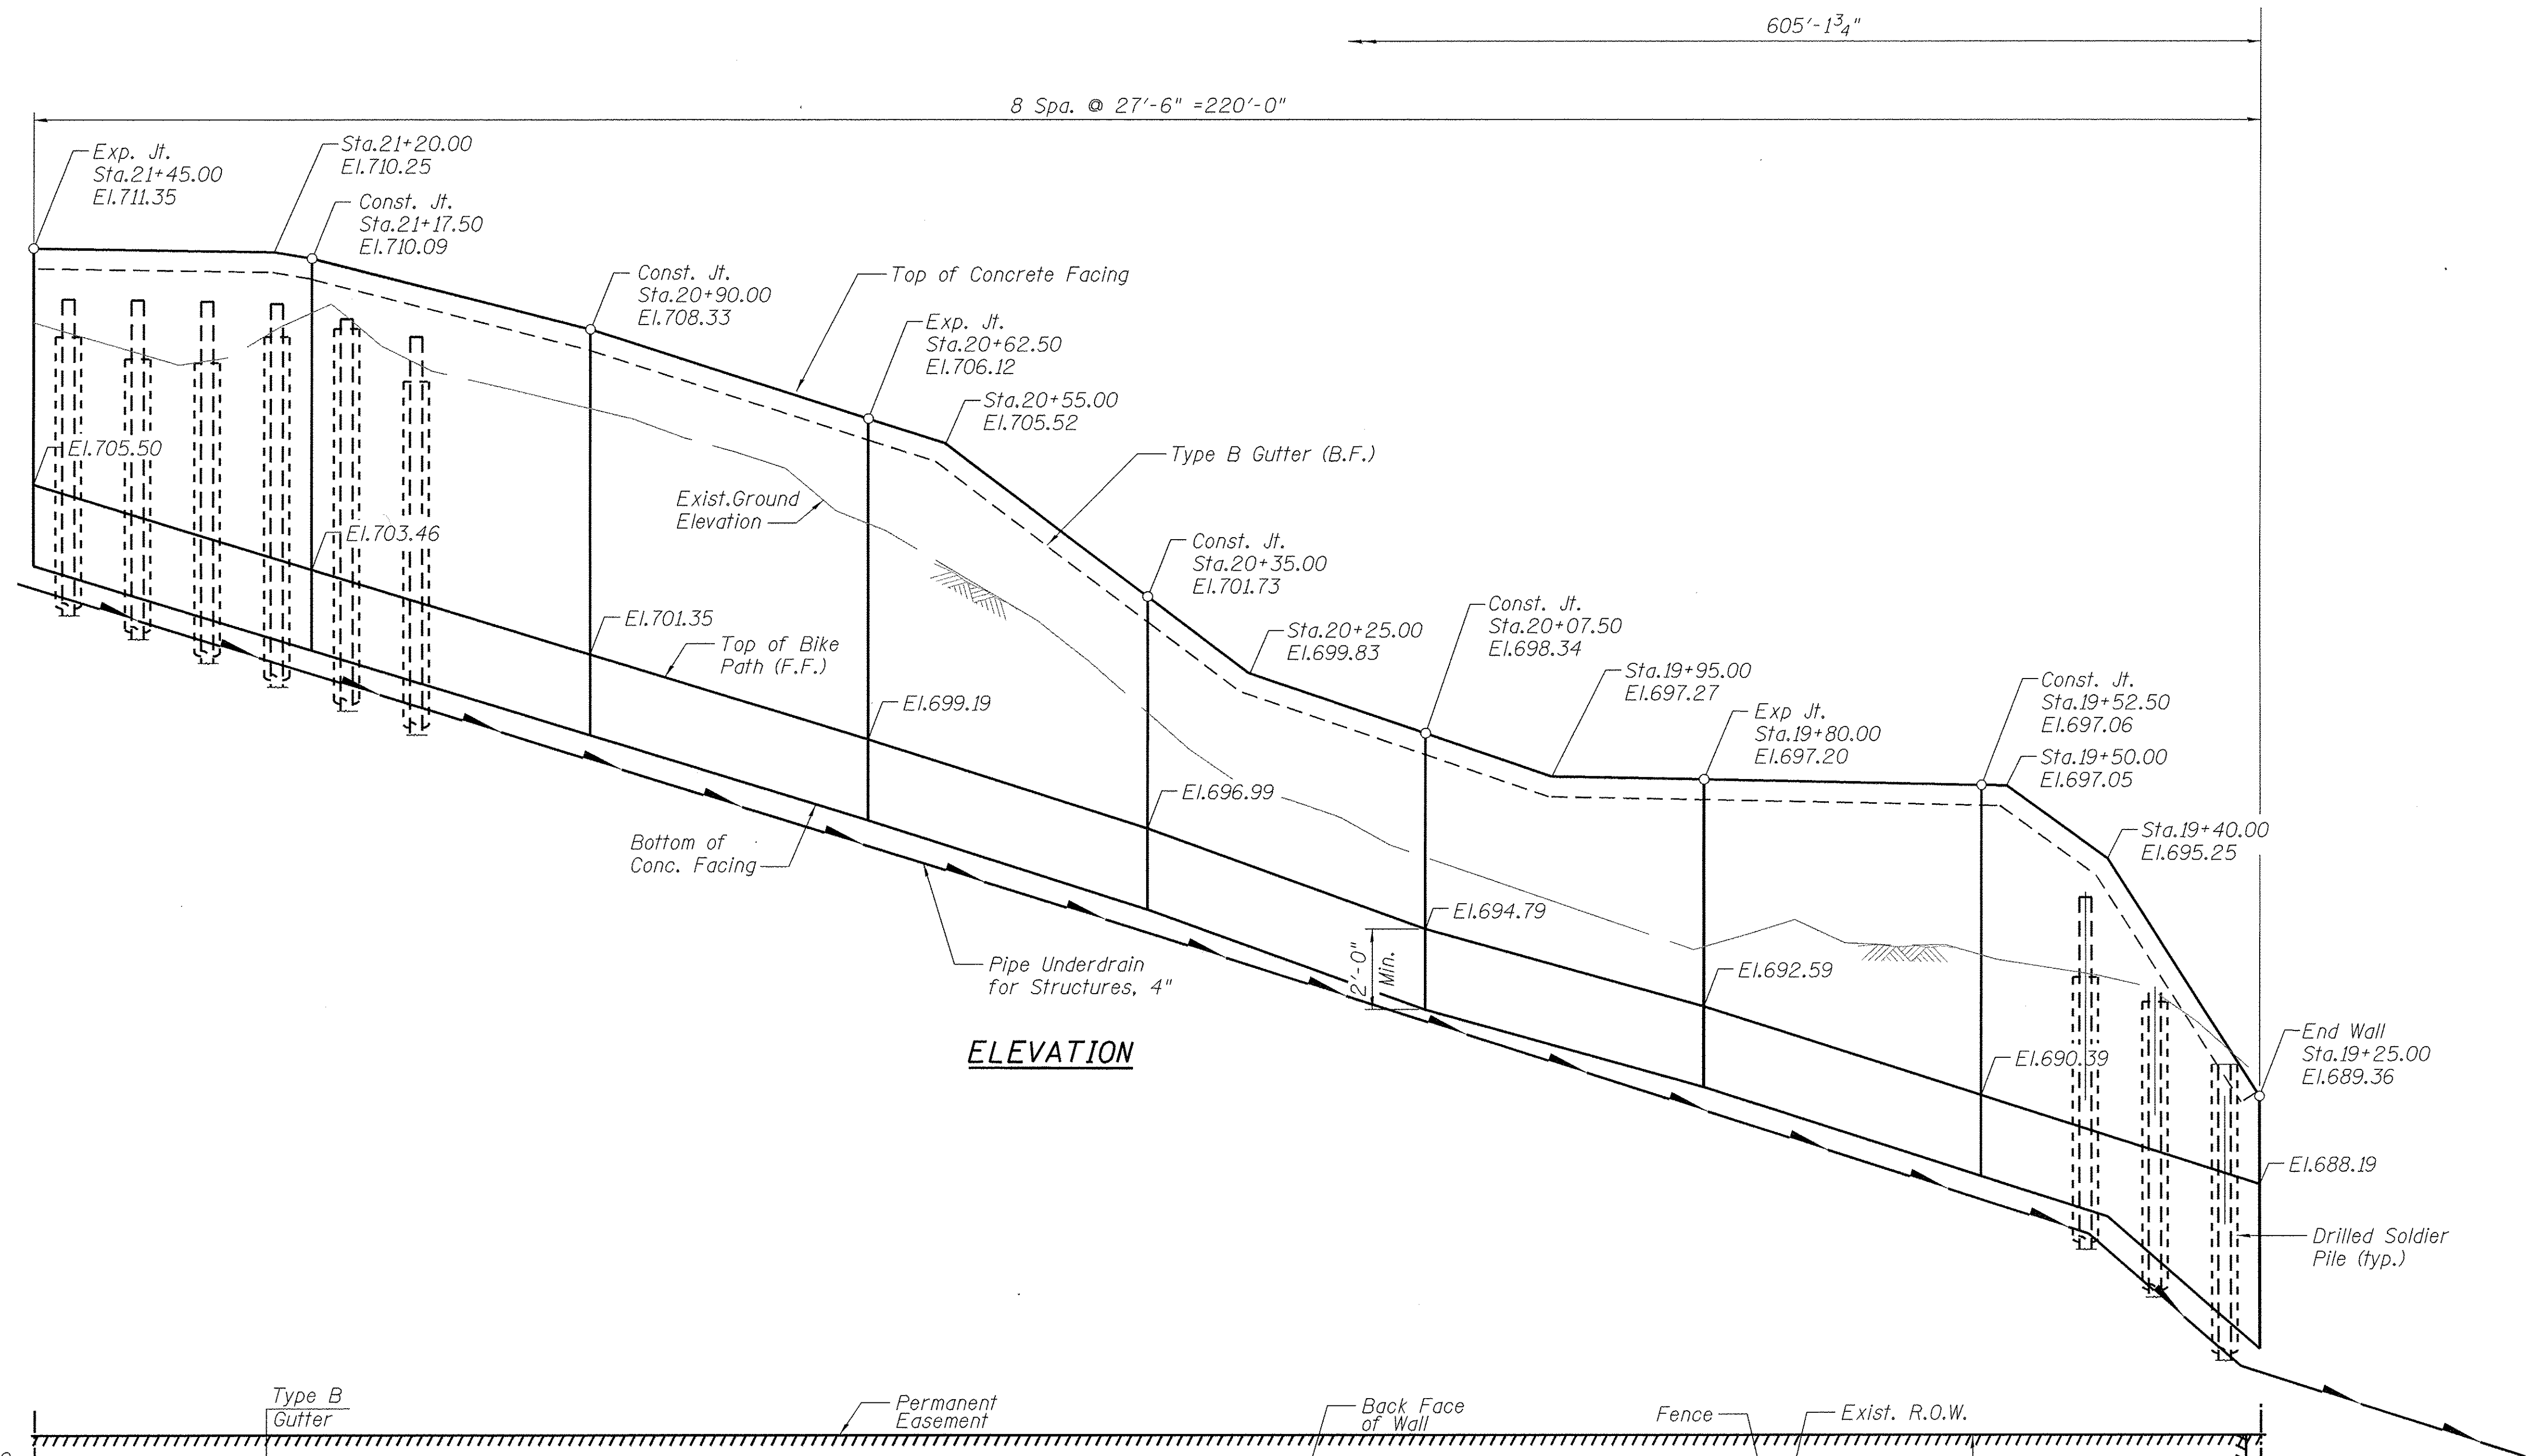 605'-1¾"
8 Spa. @ 27'-6" =220'-0"
Exp. Jt.
Sta.21+45.00
El.711.35
Sta.21+20.00
El.710.25
Const. Jt.
Sta.21+17.50
El.710.09
Const. Jt.
Sta.20+90.00
El.708.33
Top of Concrete Facing
Exp. Jt.
Sta.20+62.50
El.706.12
Sta.20+55.00
El.705.52
Type B Gutter (B.F.)
El.705.50
Exist.Ground
Elevation
El.703.46
Const. Jt.
Sta.20+35.00
El.701.73
El.701.35
Top of Bike
Path (F.F.)
Sta.20+25.00
El.699.83
Const. Jt.
Sta.20+07.50
El.698.34
Sta.19+95.00
El.697.27
El.699.19
Exp Jt.
Sta.19+80.00
El.697.20
Const. Jt.
Sta.19+52.50
El.697.06
Sta.19+50.00
El.697.05
El.696.99
Sta.19+40.00
El.695.25
Bottom of
Conc. Facing
El.694.79
2'-0"
Min.
Pipe Underdrain
for Structures, 4"
El.692.59
ELEVATION
El.690.39
End Wall
Sta.19+25.00
El.689.36
El.688.19
Drilled Soldier
Pile (typ.)
Type B
Gutter
Permanent
Easement
Back Face
of Wall
Fence
Exist. R.O.W.